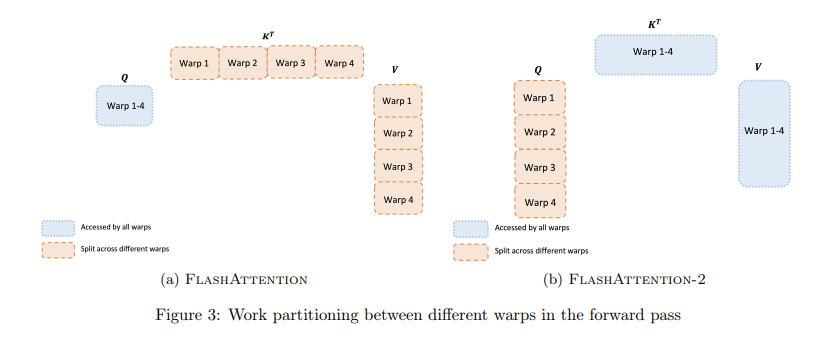 Kᵀ
Warp 1 Warp 2 Warp 3 Warp 4
Q
Warp 1-4
V
Warp 1
Warp 2
Warp 3
Warp 4
Accessed by all warps
Split across different warps
(a) FLASHATTENTION
Kᵀ
Warp 1-4
Q
Warp 1
Warp 2
Warp 3
Warp 4
V
Warp 1-4
Accessed by all warps
Split across different warps
(b) FLASHATTENTION-2
Figure 3: Work partitioning between different warps in the forward pass